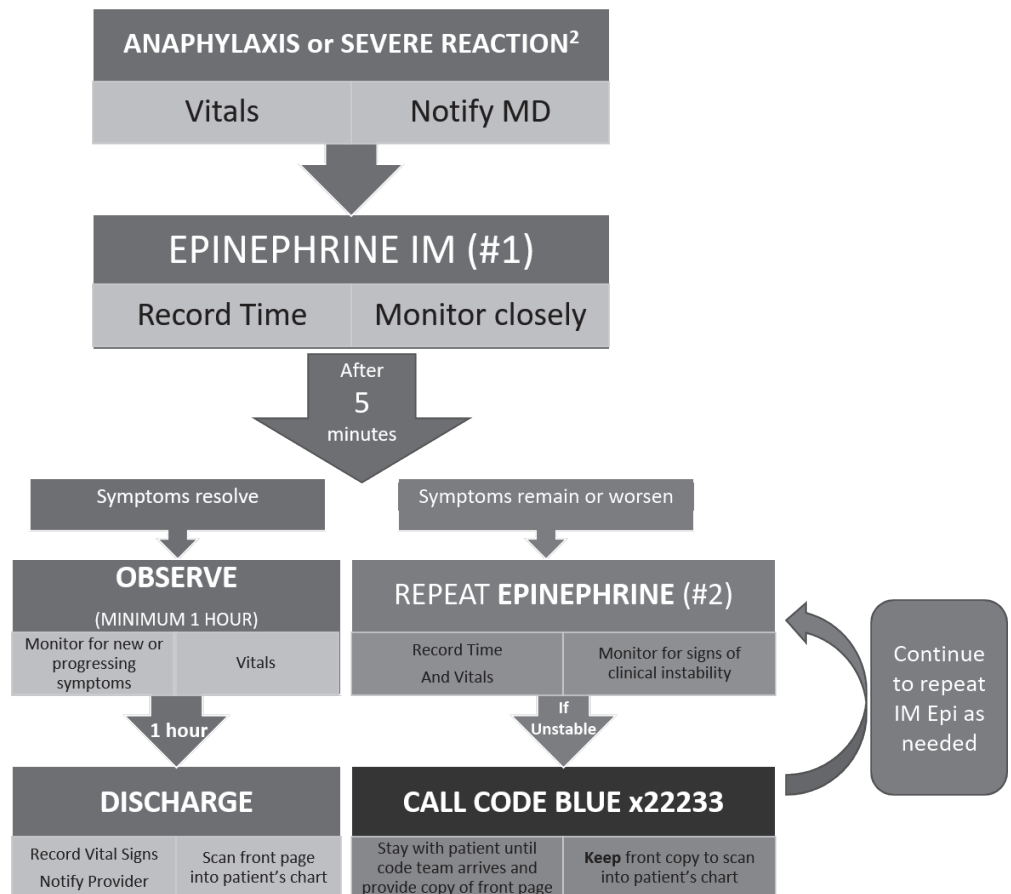 ANAPHYLAXIS or SEVERE REACTION²
Vitals
Notify MD
EPINEPHRINE IM (#1)
Record Time
Monitor closely
After
5
minutes
Symptoms resolve
Symptoms remain or worsen
OBSERVE
(MINIMUM 1 HOUR)
Monitor for new or
progressing
symptoms
Vitals
REPEAT EPINEPHRINE (#2)
Record Time
And Vitals
Monitor for signs of
clinical instability
Continue
to repeat
IM Epi as
needed
1 hour
If
Unstable
DISCHARGE
Record Vital Signs
Notify Provider
Scan front page
into patient's chart
CALL CODE BLUE x22233
Stay with patient until
code team arrives and
provide copy of front page
Keep front copy to scan
into patient's chart